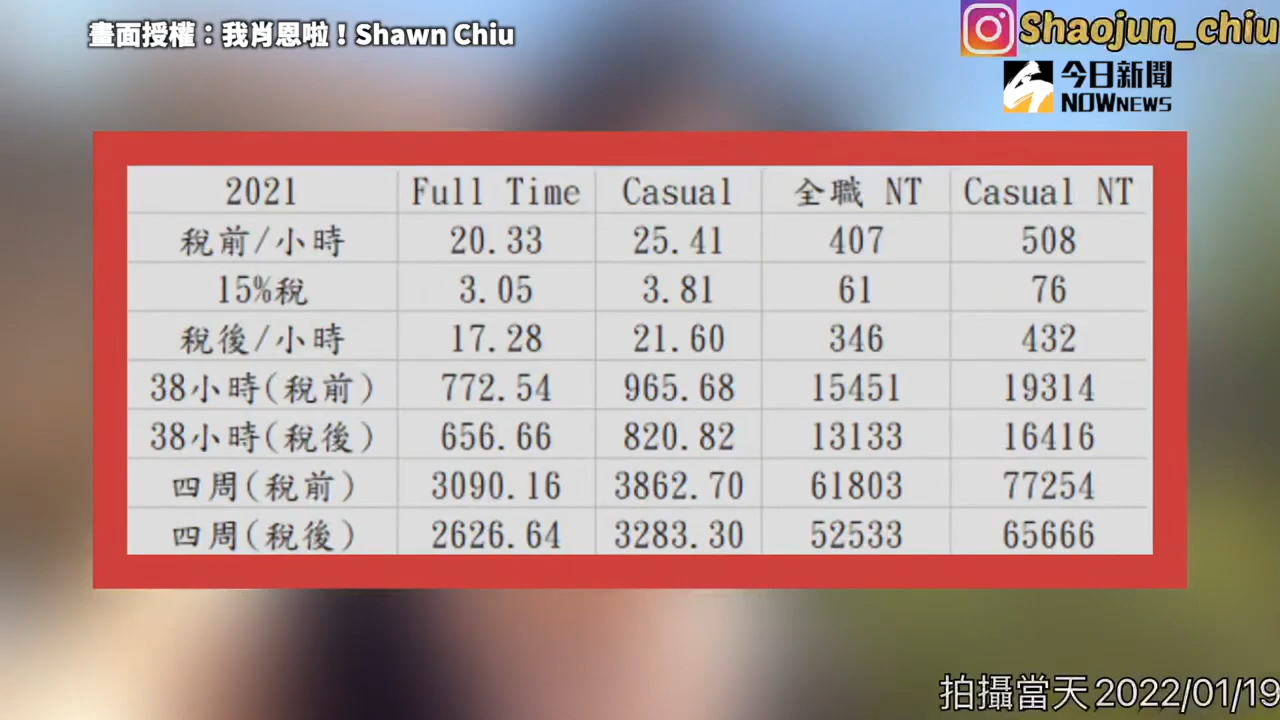 畫面授權：我肖恩啦！Shawn Chiu
Shaojun_chiu
今日新聞
NOWNEWS
2021 Full Time Casual 全職 NT Casual NT
稅前/小時 20.33 25.41 407 508
15%稅 3.05 3.81 61 76
稅後/小時 17.28 21.60 346 432
38小時(稅前) 772.54 965.68 15451 19314
38小時(稅後) 656.66 820.82 13133 16416
四周(稅前) 3090.16 3862.70 61803 77254
四周(稅後) 2626.64 3283.30 52533 65666
拍攝當天2022/01/19